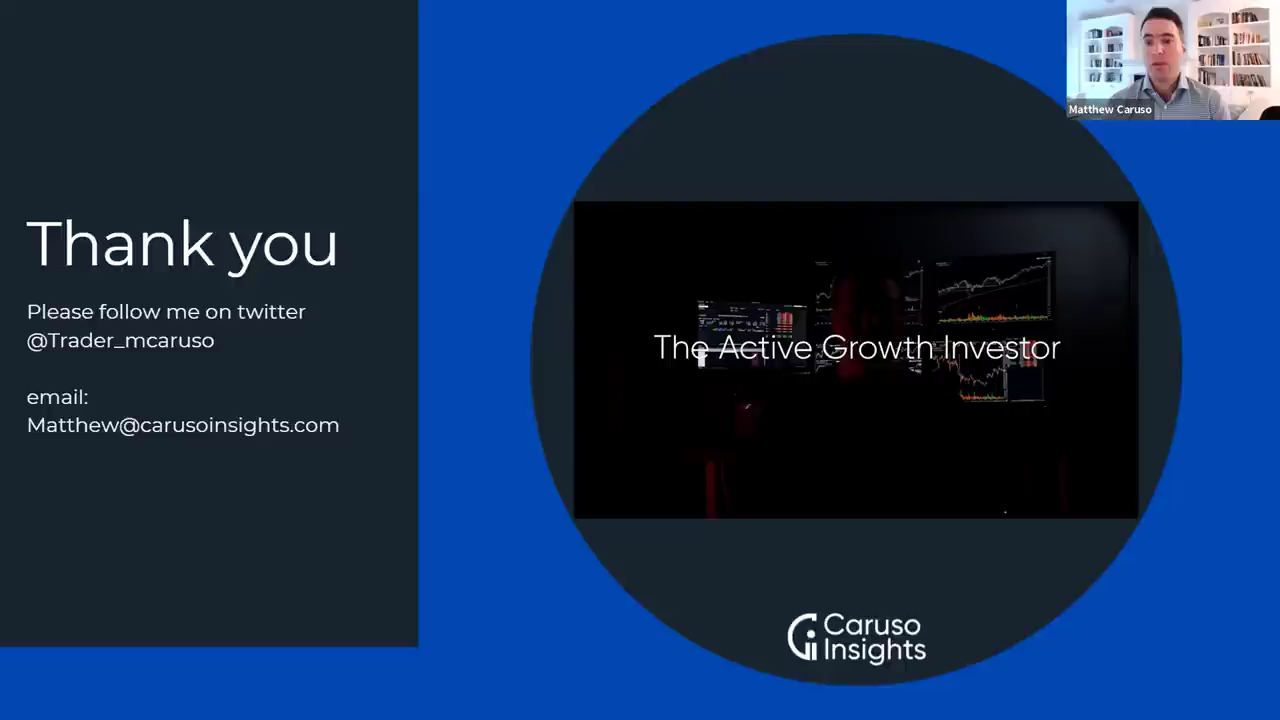 Matthew Caruso
Thank you
Please follow me on twitter
@Trader_mcaruso
email:
Matthew@carusoinsights.com
The Active Growth Investor
Caruso
Insights